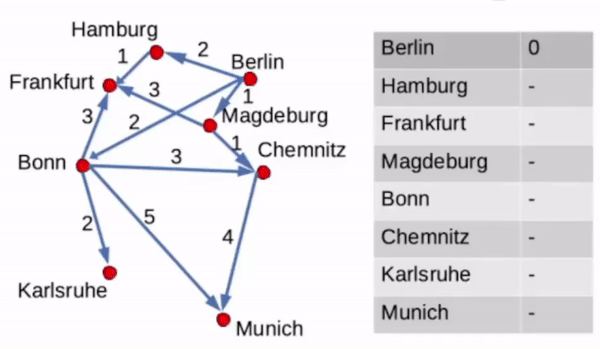 Hamburg
1
2
Berlin
Frankfurt
3
1
Magdeburg
3
2
1
Chemnitz
Bonn
3
2
5
4
Karlsruhe
Munich
Berlin 0
Hamburg -
Frankfurt -
Magdeburg -
Bonn -
Chemnitz -
Karlsruhe -
Munich -